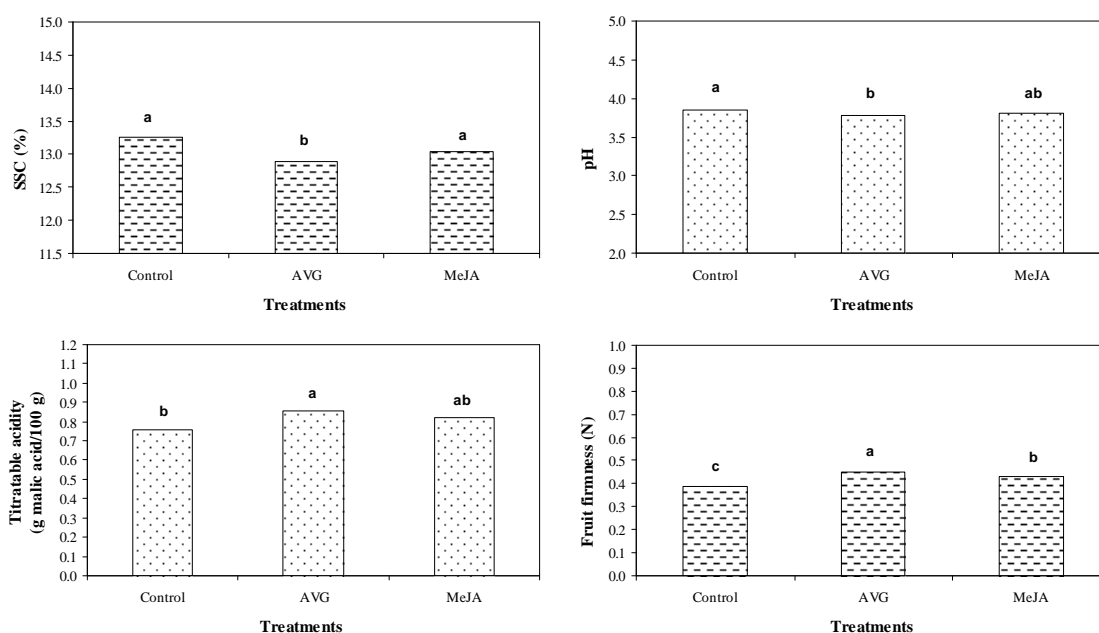 15.0
14.5
14.0
13.5
13.0
12.5
12.0
11.5
SSC (%)
a
b
a
Control AVG MeJA
Treatments
5.0
4.5
4.0
3.5
3.0
2.5
2.0
pH
a
b
ab
Control AVG MeJA
Treatments
1.2
1.1
1.0
0.9
0.8
0.7
0.6
0.5
0.4
0.3
0.2
0.1
0.0
Titratable acidity
(g malic acid/100 g)
b
a
ab
Control AVG MeJA
Treatments
1.0
0.9
0.8
0.7
0.6
0.5
0.4
0.3
0.2
0.1
0.0
Fruit firmness (N)
c
a
b
Control AVG MeJA
Treatments